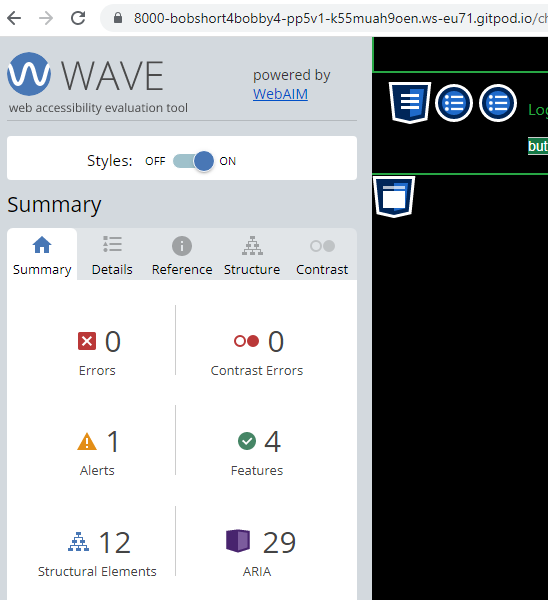 8000-bobshort4bobby4-pp5v1-k55muah9oen.ws-eu71.gitpod.io/ch
WAVE
powered by
WebAIM
web accessibility evaluation tool
Styles: OFF ON
Summary
Summary Details Reference Structure Contrast
0 0
Errors Contrast Errors
1 4
Alerts Features
12 29
Structural Elements ARIA
Log
but